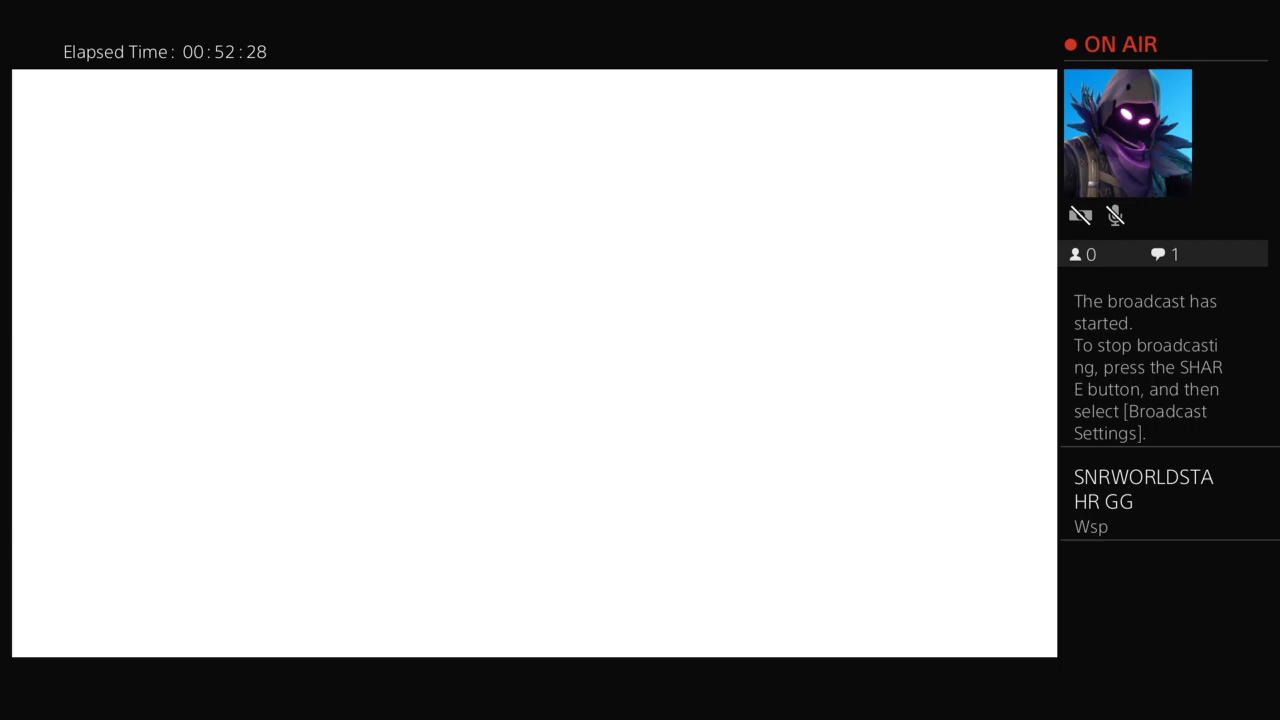 Elapsed Time: 00:52:28
ON AIR
0 1
The broadcast has
started.
To stop broadcasti
ng, press the SHAR
E button, and then
select [Broadcast
Settings].
SNRWORLDSTA
HR GG
Wsp